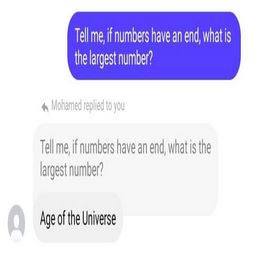 Tell me, if numbers have an end, what is
the largest number?
Mohamed replied to you
Tell me, if numbers have an end, what is the
largest number?
Age of the Universe